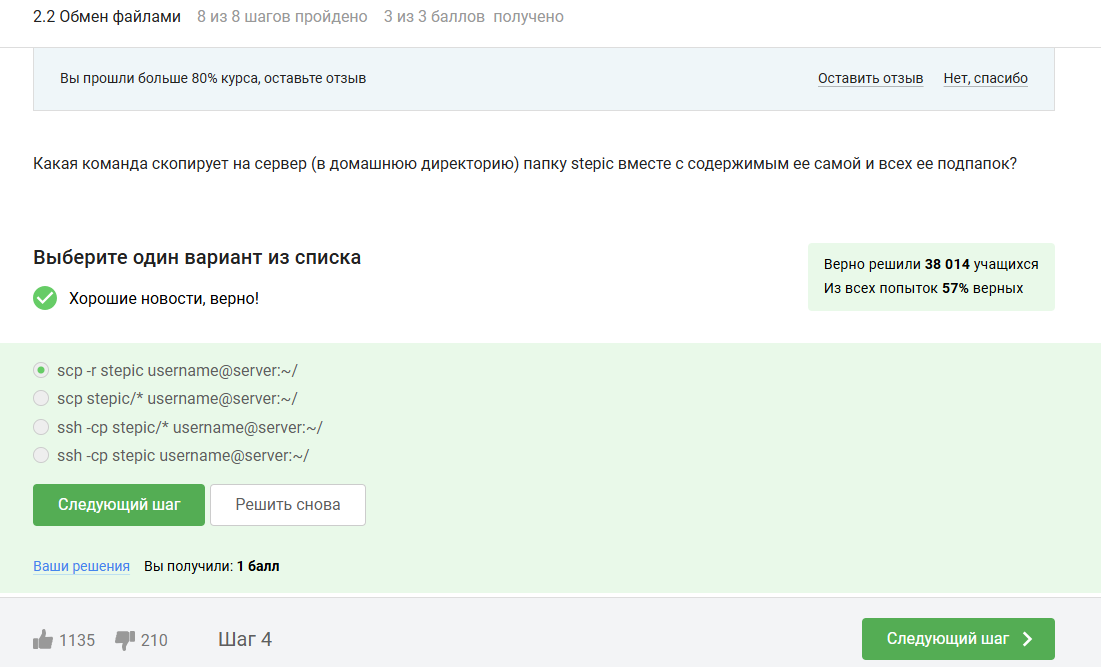 2.2 Обмен файлами 8 из 8 шагов пройдено 3 из 3 баллов получено
Вы прошли больше 80% курса, оставьте отзыв Оставить отзыв Нет, спасибо
Какая команда скопирует на сервер (в домашнюю директорию) папку stepic вместе с содержимым ее самой и всех ее подпапок?
Выберите один вариант из списка
Хорошие новости, верно!
Верно решили 38 014 учащихся
Из всех попыток 57% верных
scp -r stepic username@server:~/
scp stepic/* username@server:~/
ssh -cp stepic/* username@server:~/
ssh -cp stepic username@server:~/
Следующий шаг Решить снова
Ваши решения Вы получили: 1 балл
1135 210 Шаг 4 Следующий шаг